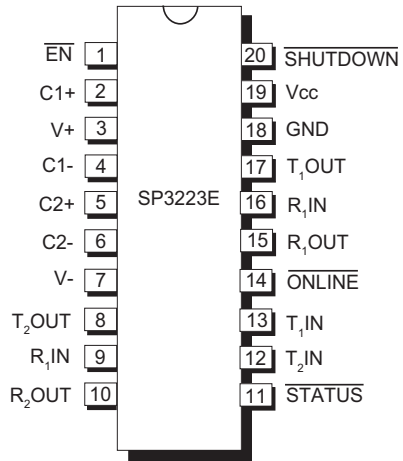 EN 1 20 SHUTDOWN
C1+ 2 19 Vcc
V+ 3 18 GND
C1- 4 17 T₁OUT
C2+ 5 SP3223E 16 R₁IN
C2- 6 15 R₁OUT
V- 7 14 ONLINE
T₂OUT 8 13 T₁IN
R₁IN 9 12 T₂IN
R₂OUT 10 11 STATUS